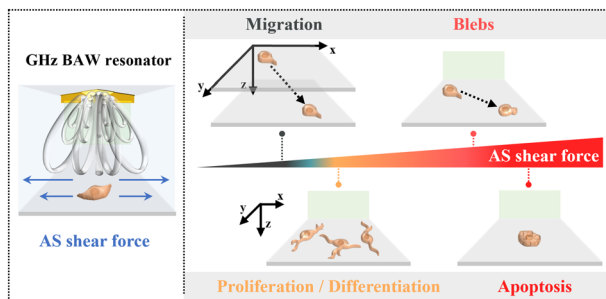 GHz BAW resonator
AS shear force
Migration
Blebs
x
y
z
AS shear force
x
y
z
Proliferation / Differentiation
Apoptosis